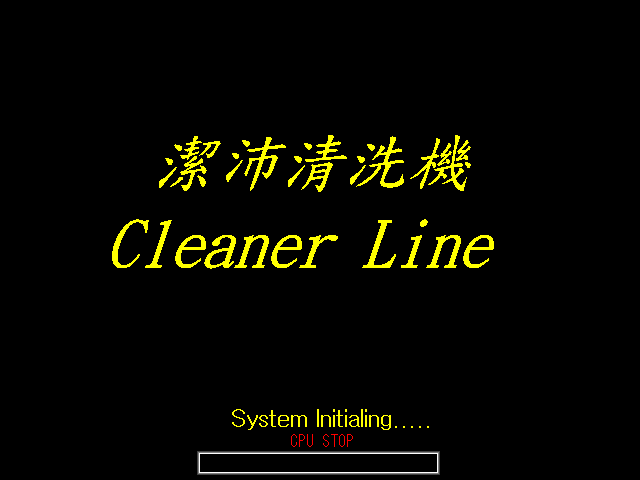 潔沛清洗機
Cleaner Line
System Initialing.....
CPU STOP